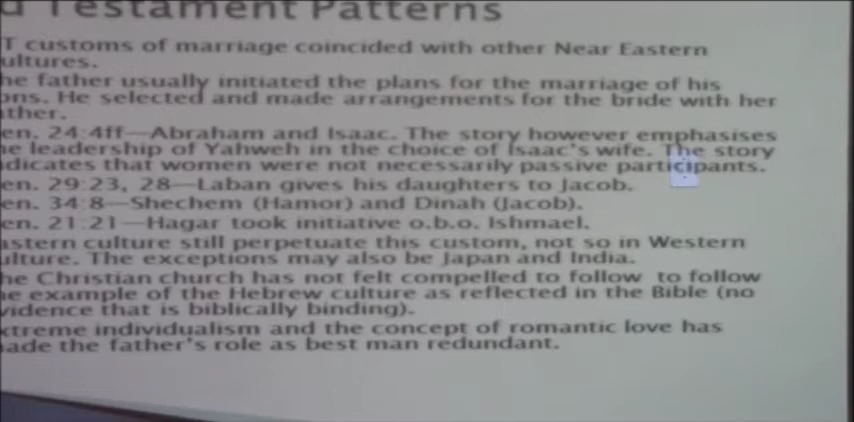 Testament Patterns
T customs of marriage coincided with other Near Eastern
ultures.
he father usually initiated the plans for the marriage of his
ons. He selected and made arrangements for the bride with her
ather.
en. 24:4ff—Abraham and Isaac. The story however emphasises
he leadership of Yahweh in the choice of Isaac's wife. The story
dicates that women were not necessarily passive participants.
en. 29:23, 28—Laban gives his daughters to Jacob.
en. 34:8—Shechem (Hamor) and Dinah (Jacob).
en. 21:21—Hagar took initiative o.b.o. Ishmael.
astern culture still perpetuate this custom, not so in Western
ulture. The exceptions may also be Japan and India.
he Christian church has not felt compelled to follow to follow
he example of the Hebrew culture as reflected in the Bible (no
vidence that is biblically binding).
xtreme individualism and the concept of romantic love has
ade the father's role as best man redundant.